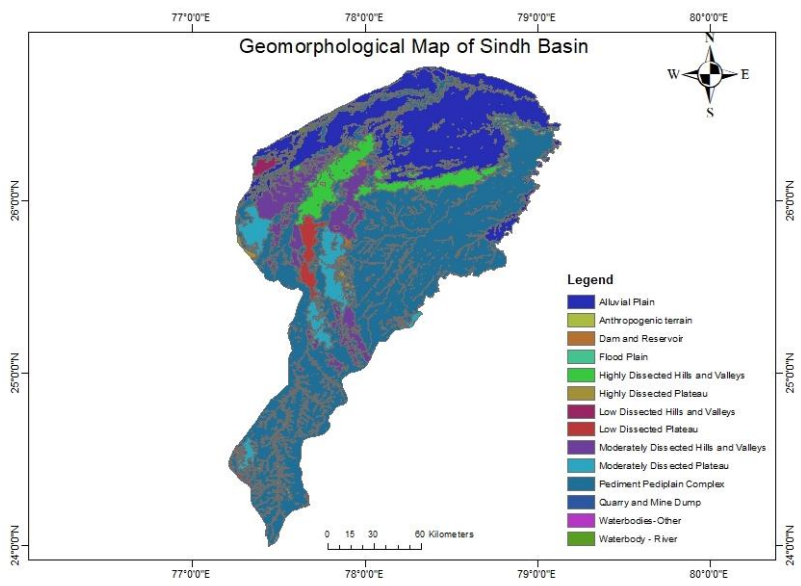 77°0'0"E 78°0'0"E 79°0'0"E 80°0'0"E
Geomorphological Map of Sindh Basin
N
W E
S
26°0'0"N
25°0'0"N
24°0'0"N
26°0'0"N
25°0'0"N
24°0'0"N
Legend
Alluvial Plain
Anthropogenic terrain
Dam and Reservoir
Flood Plain
Highly Dissected Hills and Valleys
Highly Dissected Plateau
Low Dissected Hills and Valleys
Low Dissected Plateau
Moderately Dissected Hills and Valleys
Moderately Dissected Plateau
Pediment Pediplain Complex
Quarry and Mine Dump
Waterbodies-Other
Waterbody - River
0 15 30 60 Kilometers
77°0'0"E 78°0'0"E 79°0'0"E 80°0'0"E